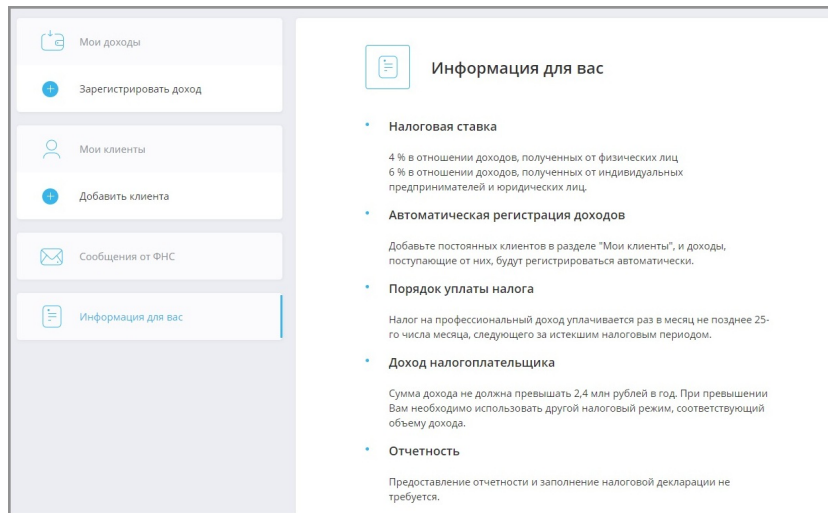 Мои доходы
Зарегистрировать доход
Мои клиенты
Добавить клиента
Сообщения от ФНС
Информация для вас
Информация для вас
Налоговая ставка
4 % в отношении доходов, полученных от физических лиц
6 % в отношении доходов, полученных от индивидуальных
предпринимателей и юридических лиц.
Автоматическая регистрация доходов
Добавьте постоянных клиентов в разделе "Мои клиенты", и доходы,
поступающие от них, будут регистрироваться автоматически.
Порядок уплаты налога
Налог на профессиональный доход уплачивается раз в месяц не позднее 25-
го числа месяца, следующего за истекшим налоговым периодом.
Доход налогоплательщика
Сумма дохода не должна превышать 2,4 млн рублей в год. При превышении
Вам необходимо использовать другой налоговый режим, соответствующий
объему дохода.
Отчетность
Предоставление отчетности и заполнение налоговой декларации не
требуется.